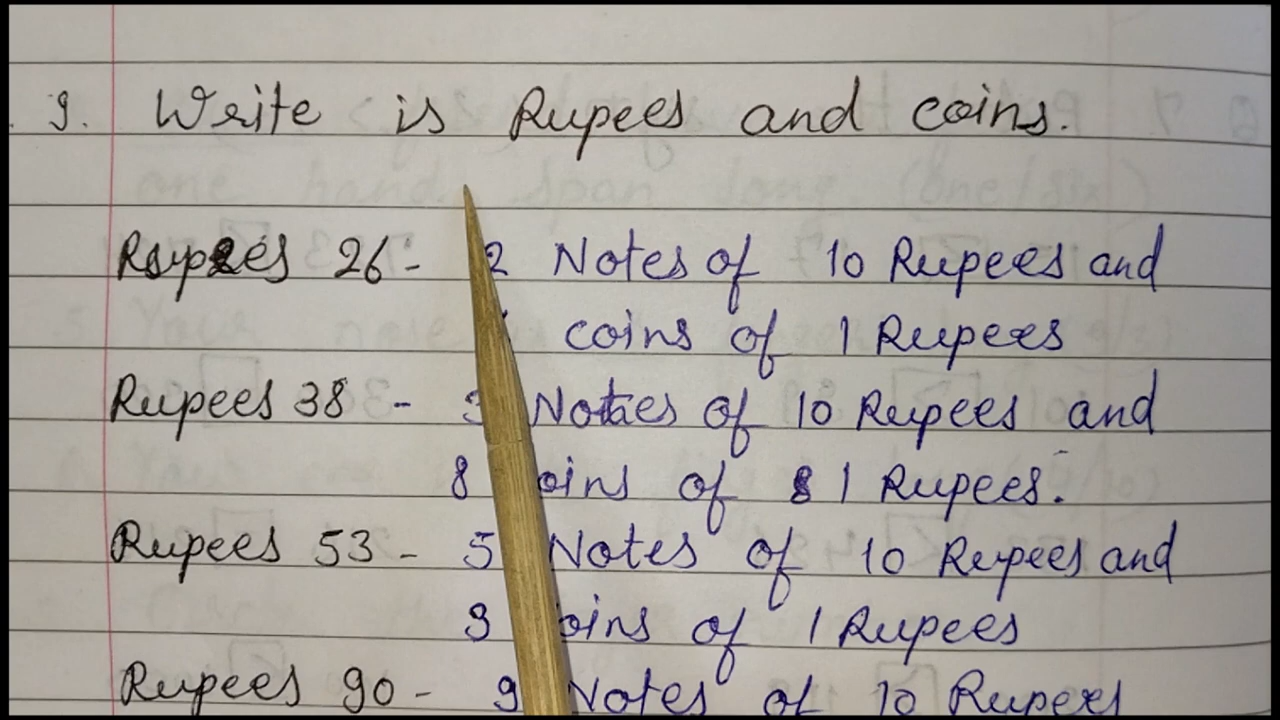 9. Write is Rupees and coins.
Rupees 26 - 2 Notes of 10 Rupees and
coins of 1 Rupees
Rupees 38 - 3 Notes of 10 Rupees and
8 oins of 1 Rupees.
Rupees 53 - 5 Notes of 10 Rupees and
3 oins of 1 Rupees
Rupees 90 - 9 Notes of 10 Rupees